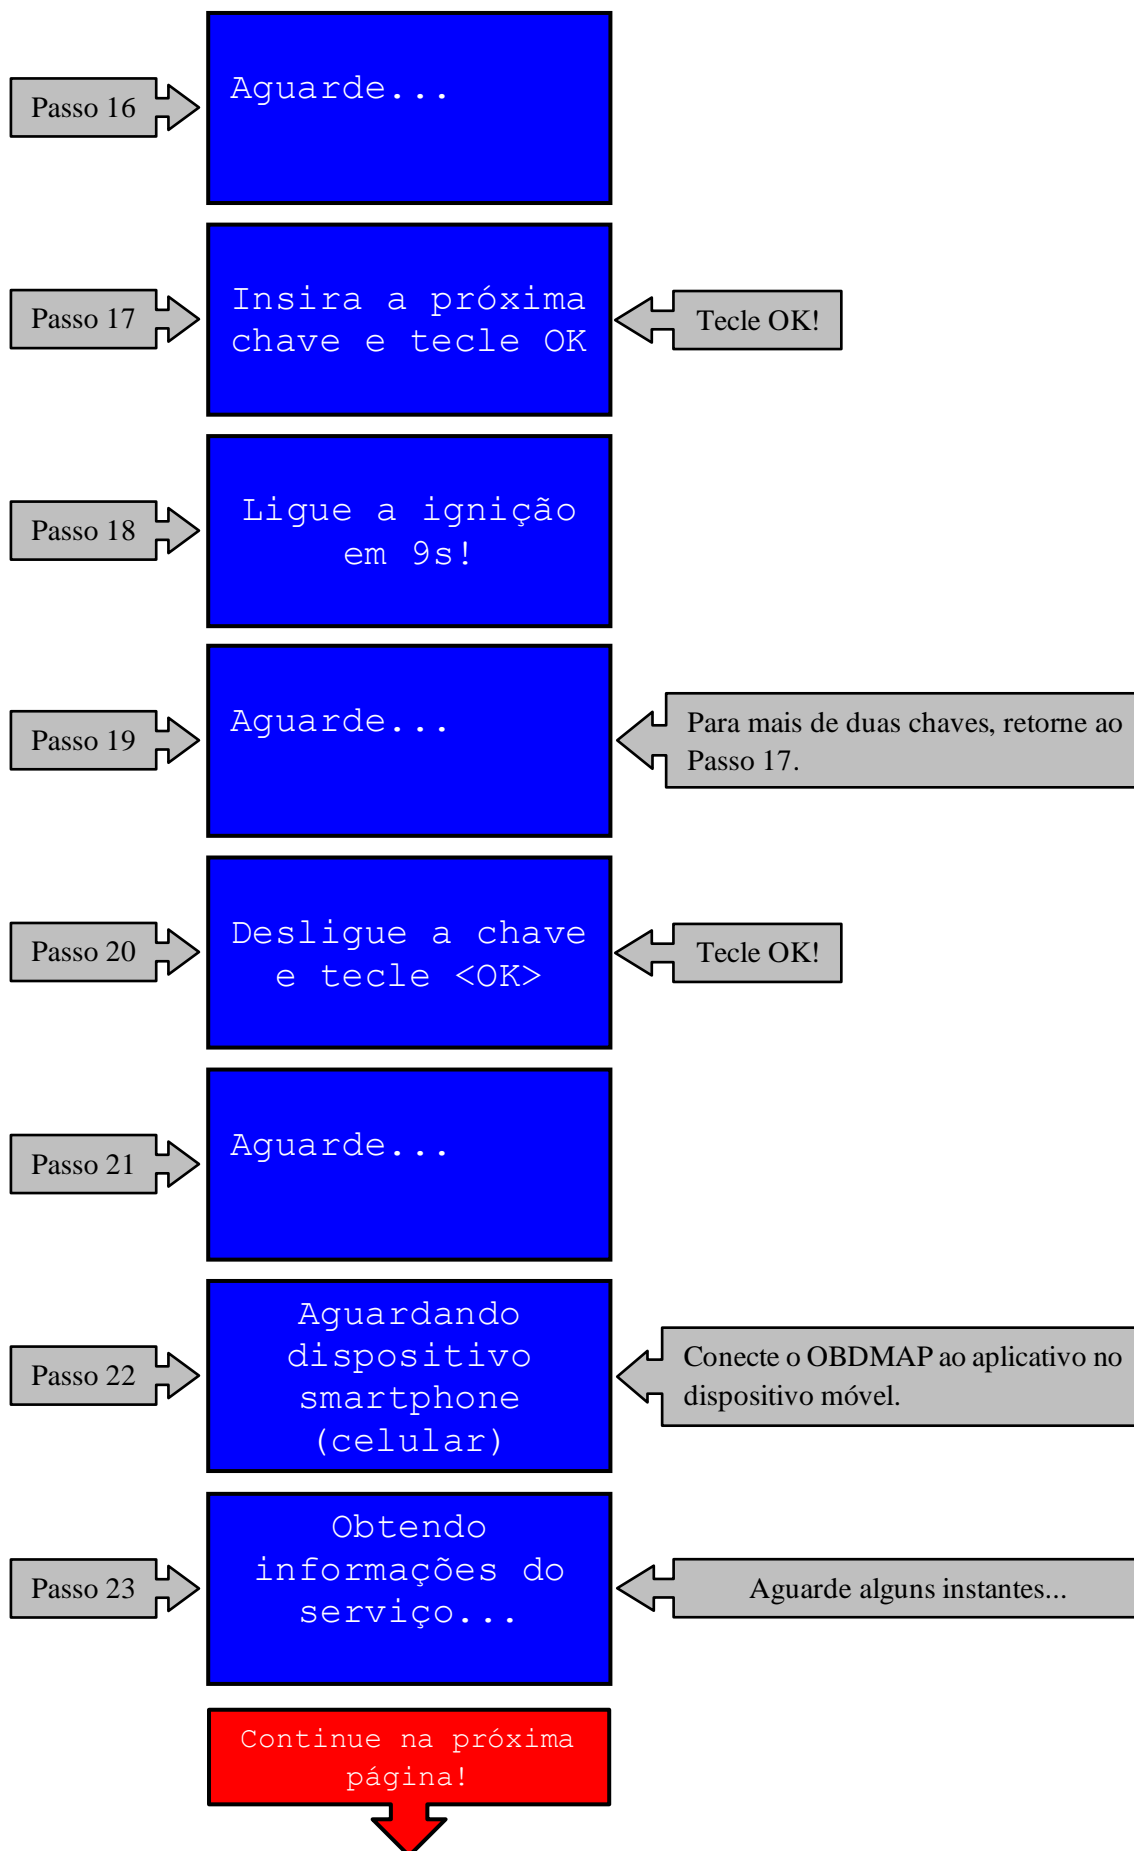 Passo 16
Aguarde...
Passo 17
Insira a próxima
chave e tecle OK
Tecle OK!
Passo 18
Ligue a ignição
em 9s!
Passo 19
Aguarde...
Para mais de duas chaves, retorne ao
Passo 17.
Passo 20
Desligue a chave
e tecle <OK>
Tecle OK!
Passo 21
Aguarde...
Passo 22
Aguardando
dispositivo
smartphone
(celular)
Conecte o OBDMAP ao aplicativo no
dispositivo móvel.
Passo 23
Obtendo
informações do
serviço...
Aguarde alguns instantes...
Continue na próxima
página!